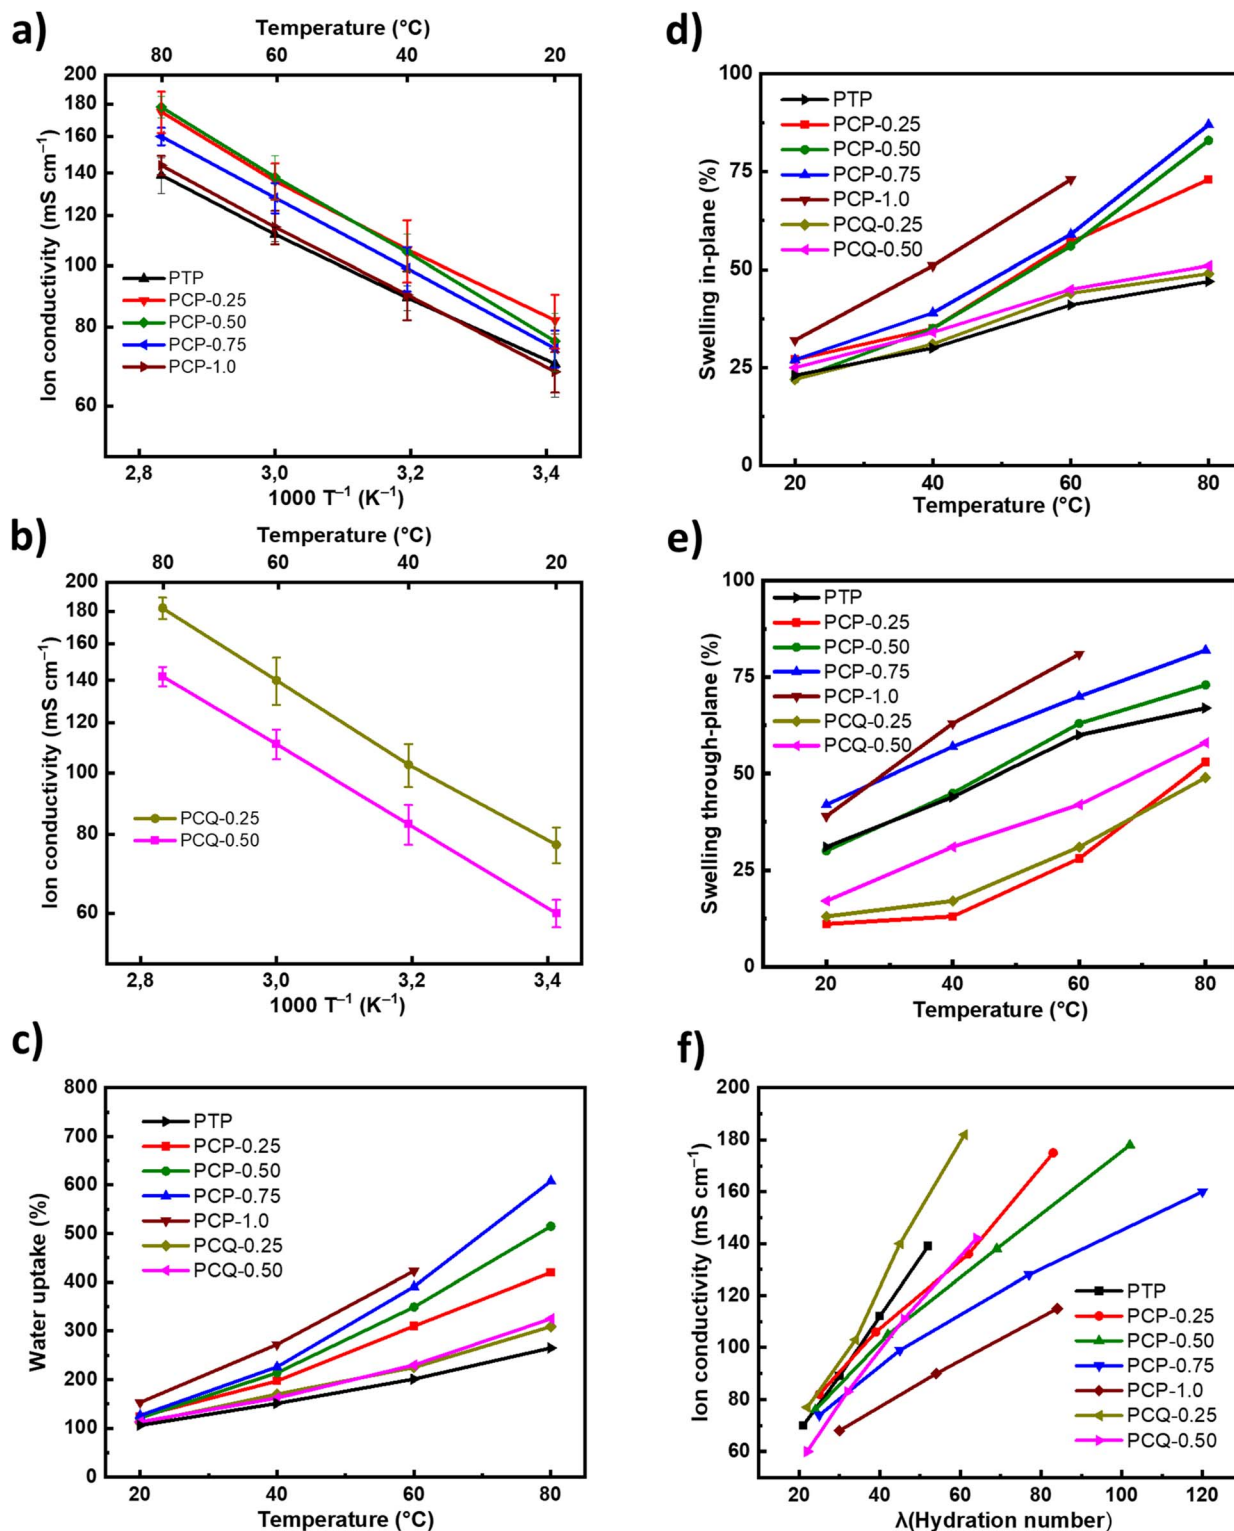 a)
Temperature (°C)
80 60 40 20
200
180
160
140
120
100
80
60
Ion conductivity (mS cm⁻¹)
PTP
PCP-0.25
PCP-0.50
PCP-0.75
PCP-1.0
2,8 3,0 3,2 3,4
1000 T⁻¹ (K⁻¹)
b)
Temperature (°C)
80 60 40 20
200
180
160
140
120
100
80
60
Ion conductivity (mS cm⁻¹)
PCQ-0.25
PCQ-0.50
2,8 3,0 3,2 3,4
1000 T⁻¹ (K⁻¹)
c)
800
700
600
500
400
300
200
100
0
Water uptake (%)
PTP
PCP-0.25
PCP-0.50
PCP-0.75
PCP-1.0
PCQ-0.25
PCQ-0.50
20 40 60 80
Temperature (°C)
d)
100
75
50
25
0
Swelling in-plane (%)
PTP
PCP-0.25
PCP-0.50
PCP-0.75
PCP-1.0
PCQ-0.25
PCQ-0.50
20 40 60 80
Temperature (°C)
e)
100
75
50
25
0
Swelling through-plane (%)
PTP
PCP-0.25
PCP-0.50
PCP-0.75
PCP-1.0
PCQ-0.25
PCQ-0.50
20 40 60 80
Temperature (°C)
f)
200
180
160
140
120
100
80
60
Ion conductivity (mS cm⁻¹)
PTP
PCP-0.25
PCP-0.50
PCP-0.75
PCP-1.0
PCQ-0.25
PCQ-0.50
20 40 60 80 100 120
λ(Hydration number)